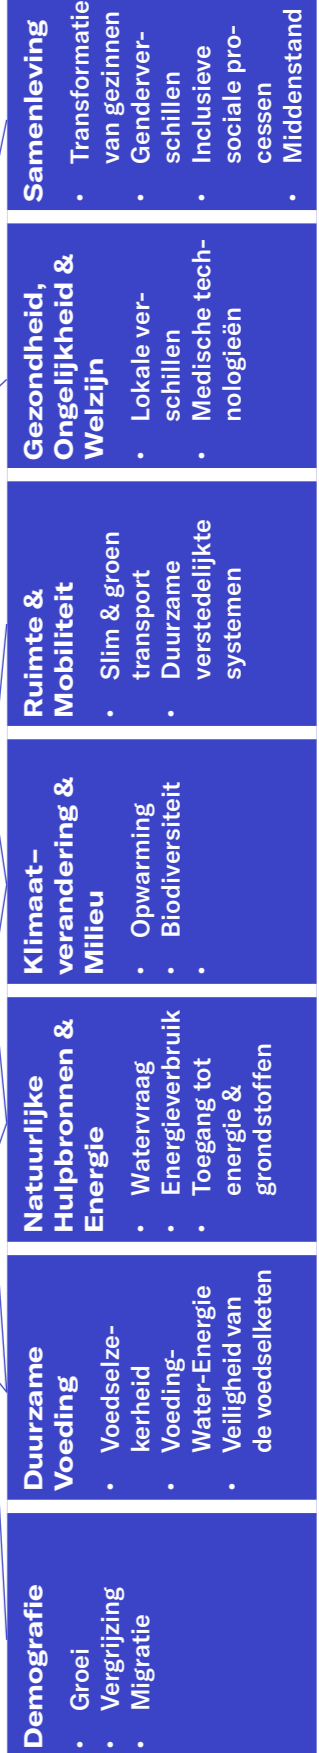 Demografie
• Groei
• Vergrijzing
• Migratie
Duurzame
Voeding
• Voedselze-
kerheid
• Voeding-
Water-Energie
• Veiligheid van
de voedselketen
Natuurlijke
Hulpbronnen &
Energie
• Watervraag
• Energieverbruik
• Toegang tot
energie &
grondstoffen
Klimaat–
verandering &
Milieu
• Opwarming
• Biodiversiteit
•
Ruimte &
Mobiliteit
• Slim & groen
transport
• Duurzame
verstedelijkte
systemen
Gezondheid,
Ongelijkheid &
Welzijn
• Lokale ver-
schillen
• Medische tech-
nologieën
Samenleving
• Transformatie
van gezinnen
• Genderver-
schillen
• Inclusieve
sociale pro-
cessen
• Middenstand